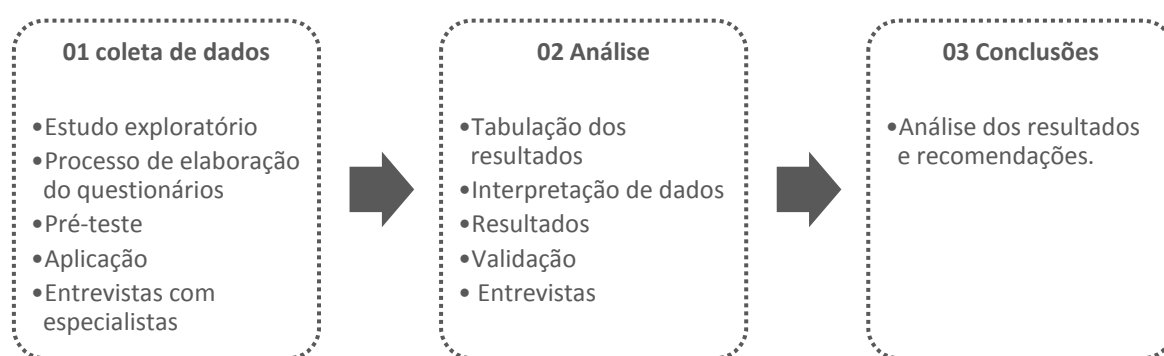 01 coleta de dados
•Estudo exploratório
•Processo de elaboração
do questionários
•Pré-teste
•Aplicação
•Entrevistas com
especialistas
02 Análise
•Tabulação dos
resultados
•Interpretação de dados
•Resultados
•Validação
• Entrevistas
03 Conclusões
•Análise dos resultados
e recomendações.